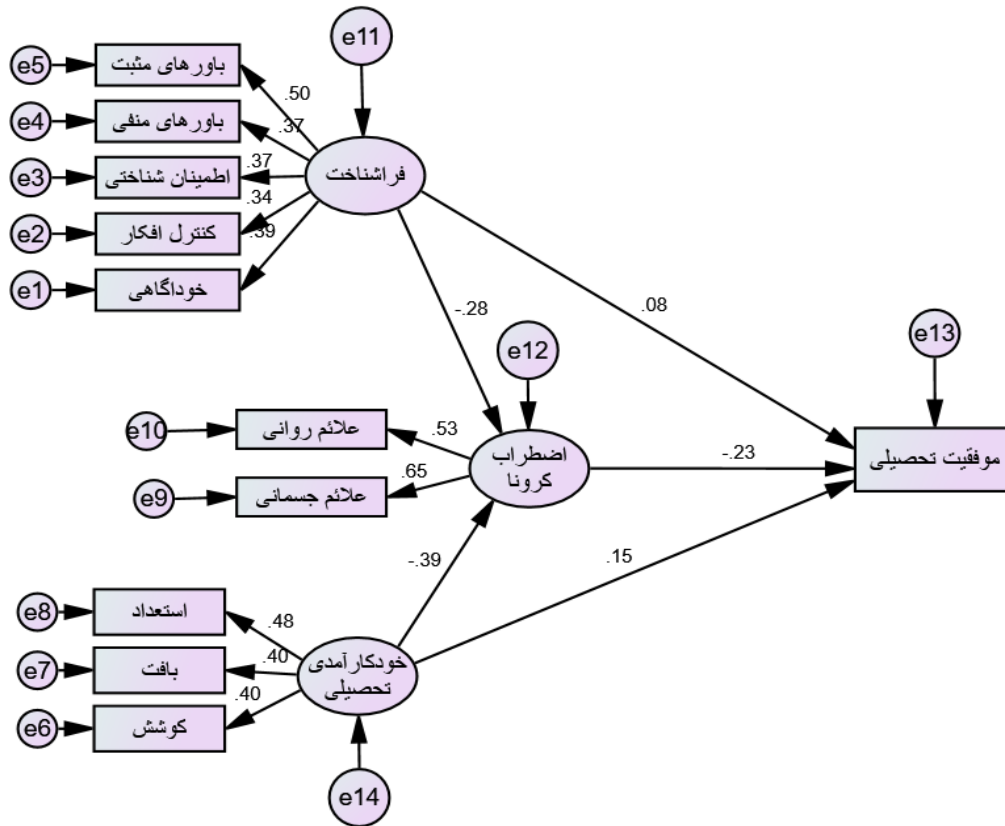 e11
e5
باورهای مثبت
.50
e4
باورهای منفی
.37
e3
اطمینان شناختی
.37
فراشناخت
e2
کنترل افکار
.34
e1
خوداگاهی
.39
-.28
.08
e12
e13
e10
علائم روانی
.53
اضطراب
کرونا
-.23
موفقیت تحصیلی
e9
علائم جسمانی
.65
-.39
.15
e8
استعداد
.48
e7
بافت
.40
خودکارآمدی
تحصیلی
e6
کوشش
.40
e14